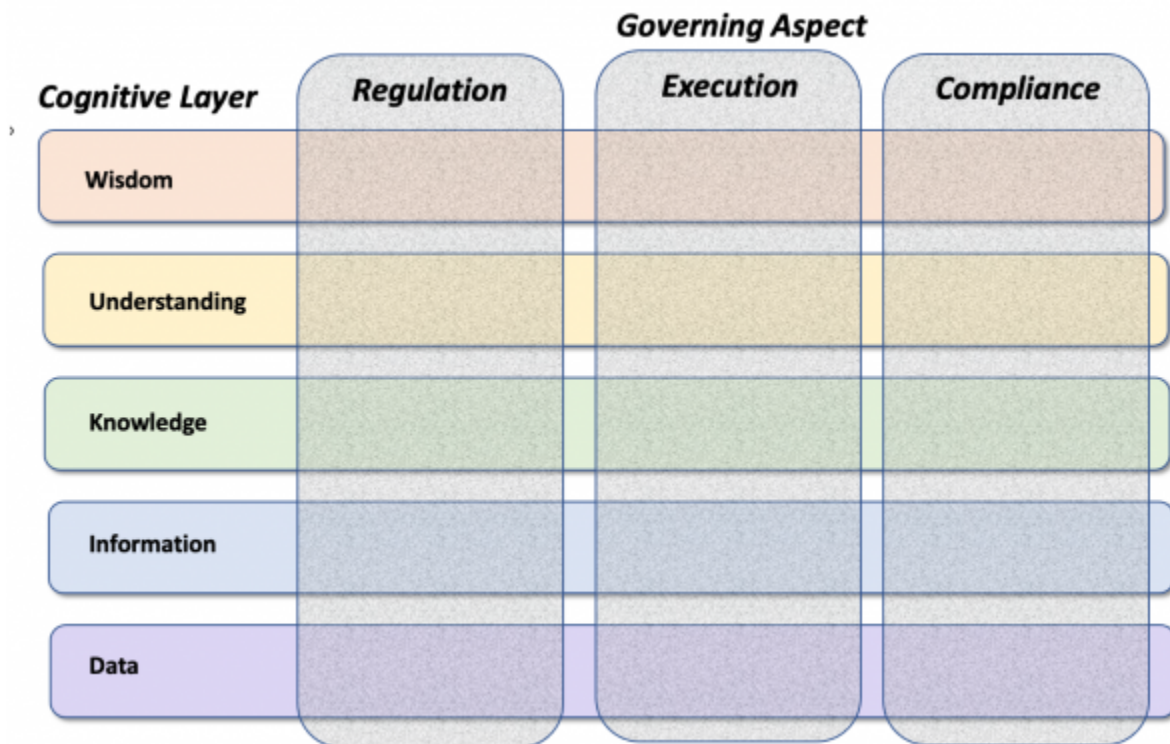 Governing Aspect
Cognitive Layer
Regulation
Execution
Compliance
Wisdom
Understanding
Knowledge
Information
Data